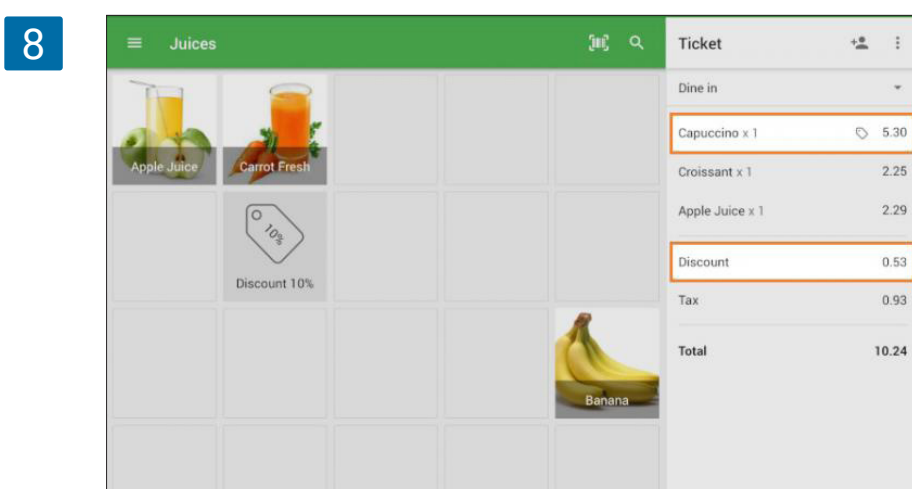 8
Juices
Ticket
Dine in
Capuccino x 1 5.30
Croissant x 1 2.25
Apple Juice x 1 2.29
Discount 0.53
Tax 0.93
Total 10.24
Apple Juice
Carrot Fresh
10%
Discount 10%
Banana